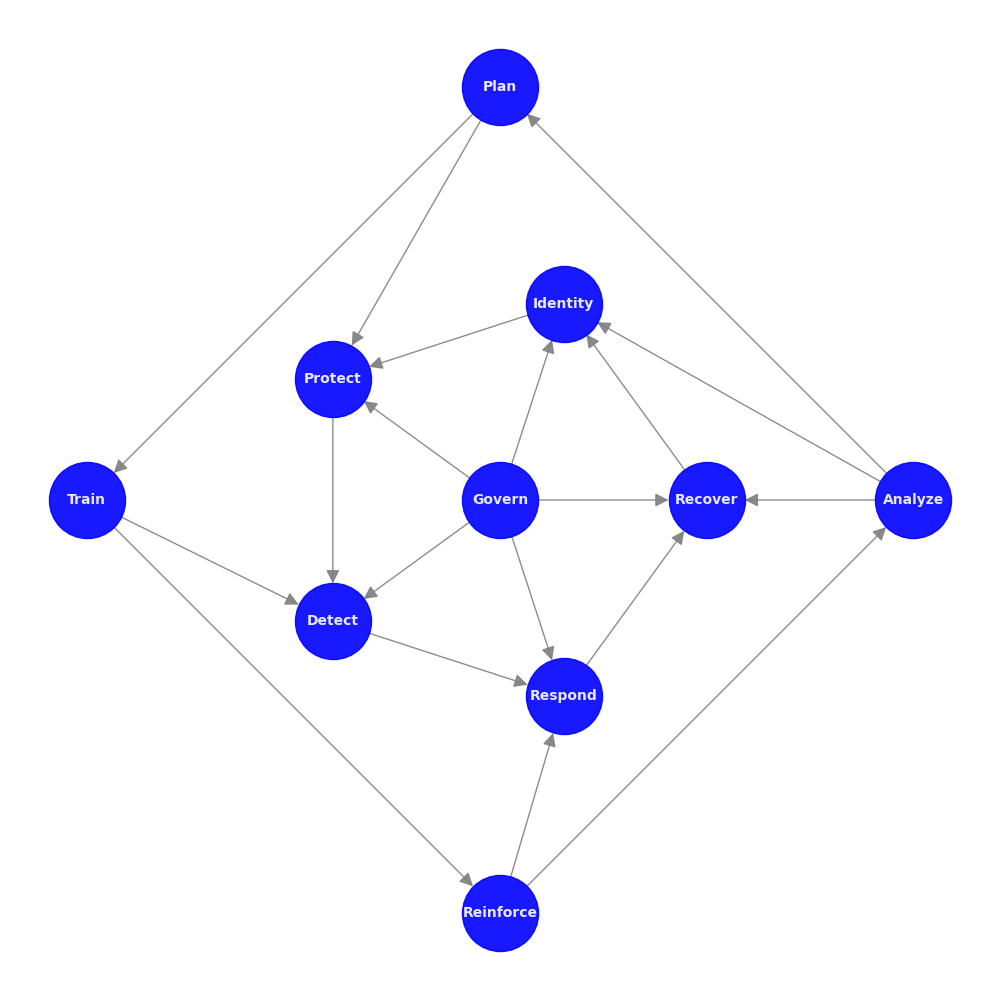 Plan
Identity
Protect
Train
Govern
Recover
Analyze
Detect
Respond
Reinforce